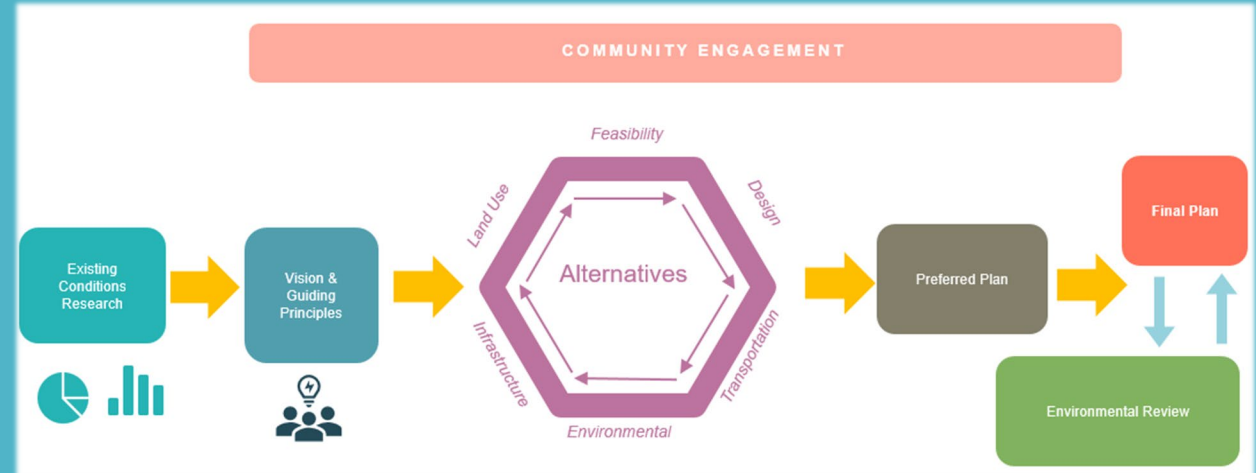 COMMUNITY ENGAGEMENT
Feasibility
Land Use
Design
Existing
Conditions
Research
Vision &
Guiding
Principles
Alternatives
Infrastructure
Transportation
Environmental
Preferred Plan
Final Plan
Environmental Review